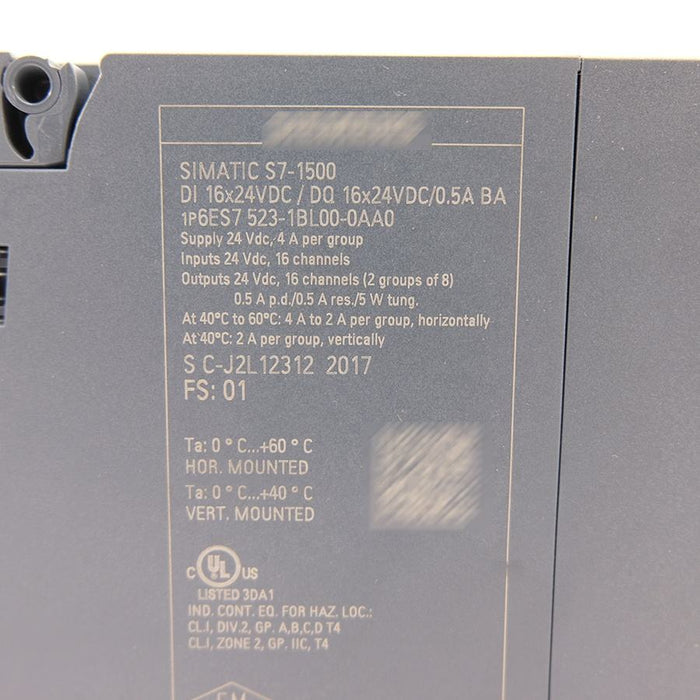 SIMATIC S7-1500
DI 16x24VDC / DQ 16x24VDC/0.5A BA
1P6ES7 523-1BL00-0AA0
Supply 24 Vdc, 4 A per group
Inputs 24 Vdc, 16 channels
Outputs 24 Vdc, 16 channels (2 groups of 8)
0.5 A p.d./0.5 A res./5 W tung.
At 40°C to 60°C: 4 A to 2 A per group, horizontally
At 40°C: 2 A per group, vertically
S C-J2L12312 2017
FS: 01
Ta: 0 ° C...+60 ° C
HOR. MOUNTED
Ta: 0 ° C...+40 ° C
VERT. MOUNTED
C UL US
LISTED 3DA1
IND. CONT. EQ. FOR HAZ. LOC.:
CL.I, DIV.2, GP. A,B,C,D T4
CL.I, ZONE 2, GP. IIC, T4